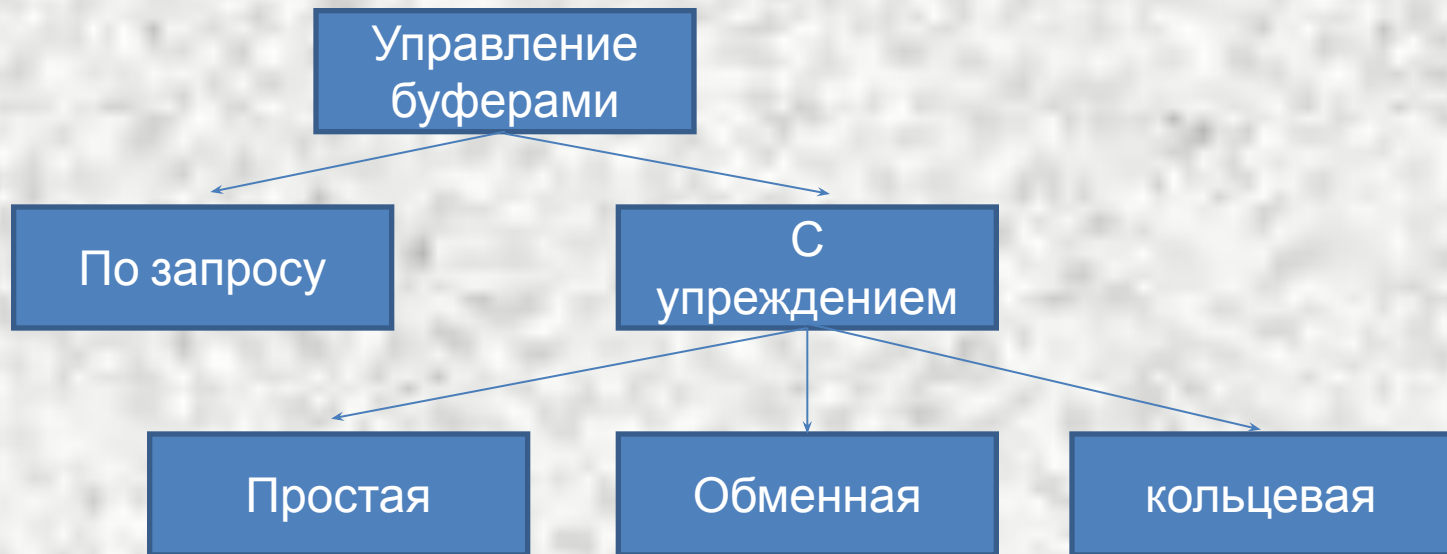 Управление
буферами
По запросу
С
упреждением
Простая
Обменная
кольцевая